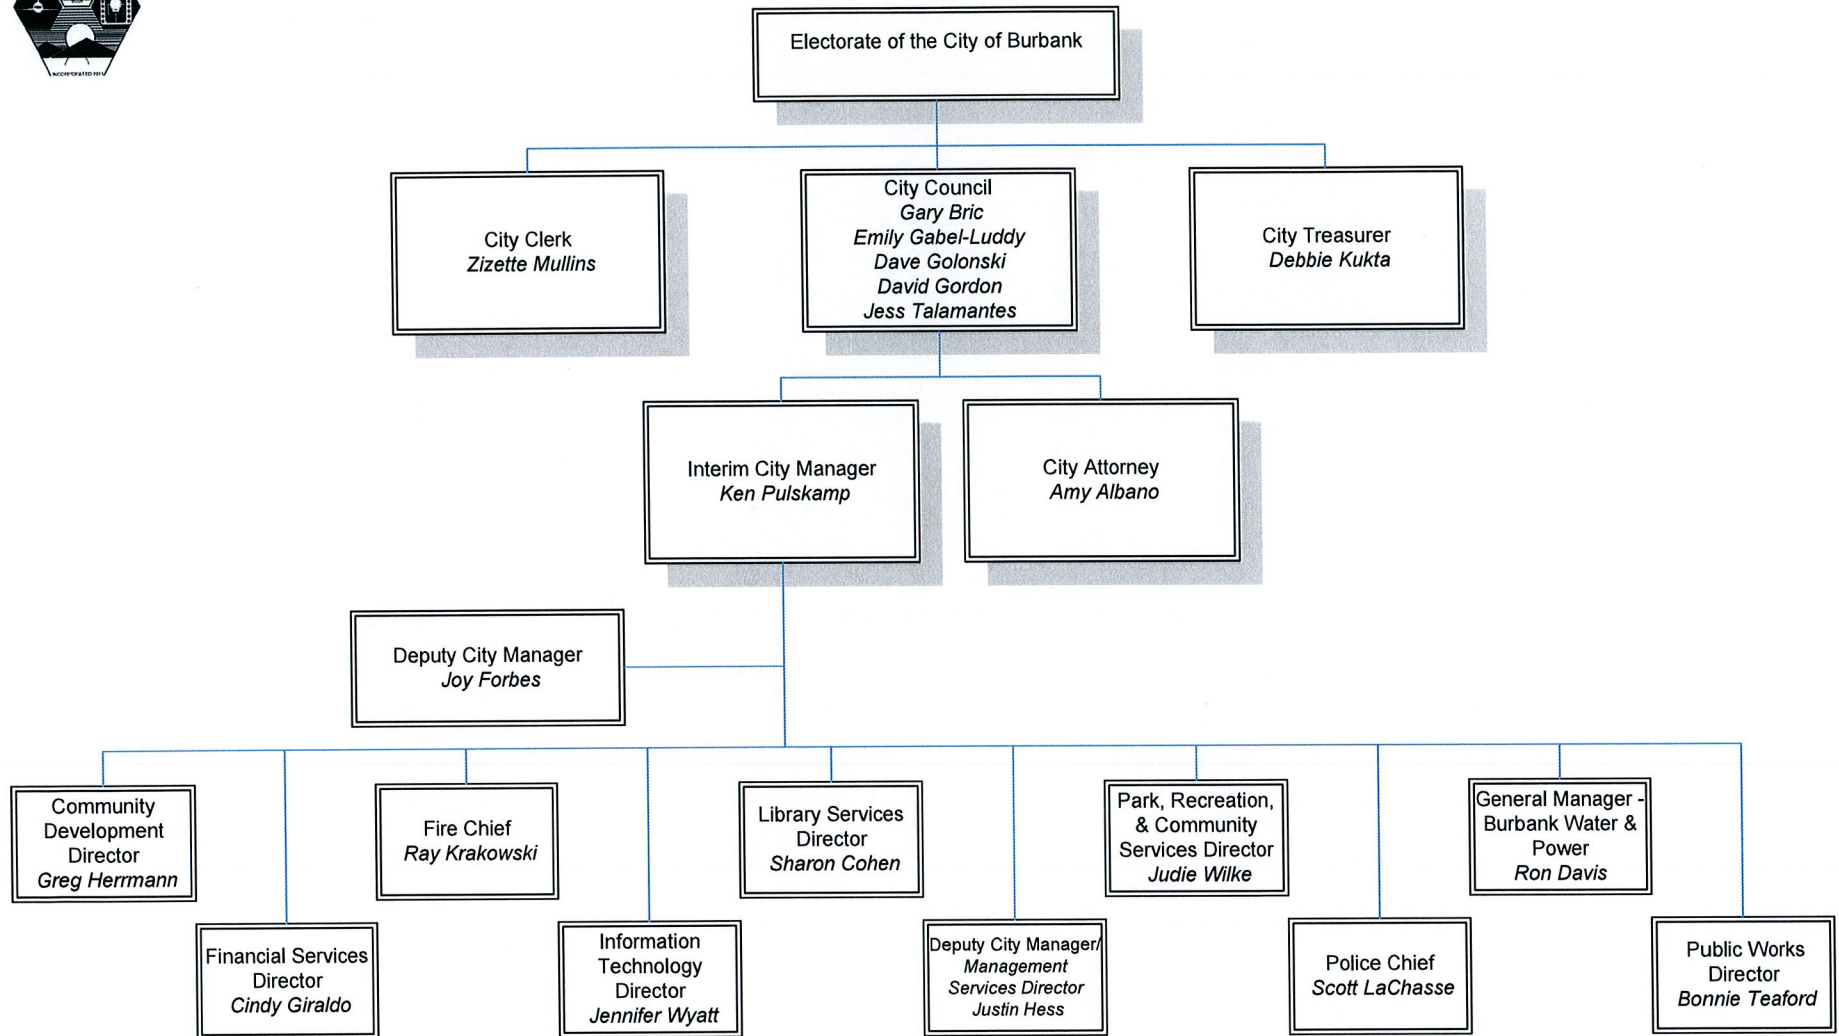 INCORPORATED 1911
Electorate of the City of Burbank
City Clerk
Zizette Mullins
City Council
Gary Bric
Emily Gabel-Luddy
Dave Golonski
David Gordon
Jess Talamantes
City Treasurer
Debbie Kukta
Interim City Manager
Ken Pulskamp
City Attorney
Amy Albano
Deputy City Manager
Joy Forbes
Community
Development
Director
Greg Herrmann
Fire Chief
Ray Krakowski
Library Services
Director
Sharon Cohen
Park, Recreation,
& Community
Services Director
Judie Wilke
General Manager -
Burbank Water &
Power
Ron Davis
Financial Services
Director
Cindy Giraldo
Information
Technology
Director
Jennifer Wyatt
Deputy City Manager/
Management
Services Director
Justin Hess
Police Chief
Scott LaChasse
Public Works
Director
Bonnie Teaford